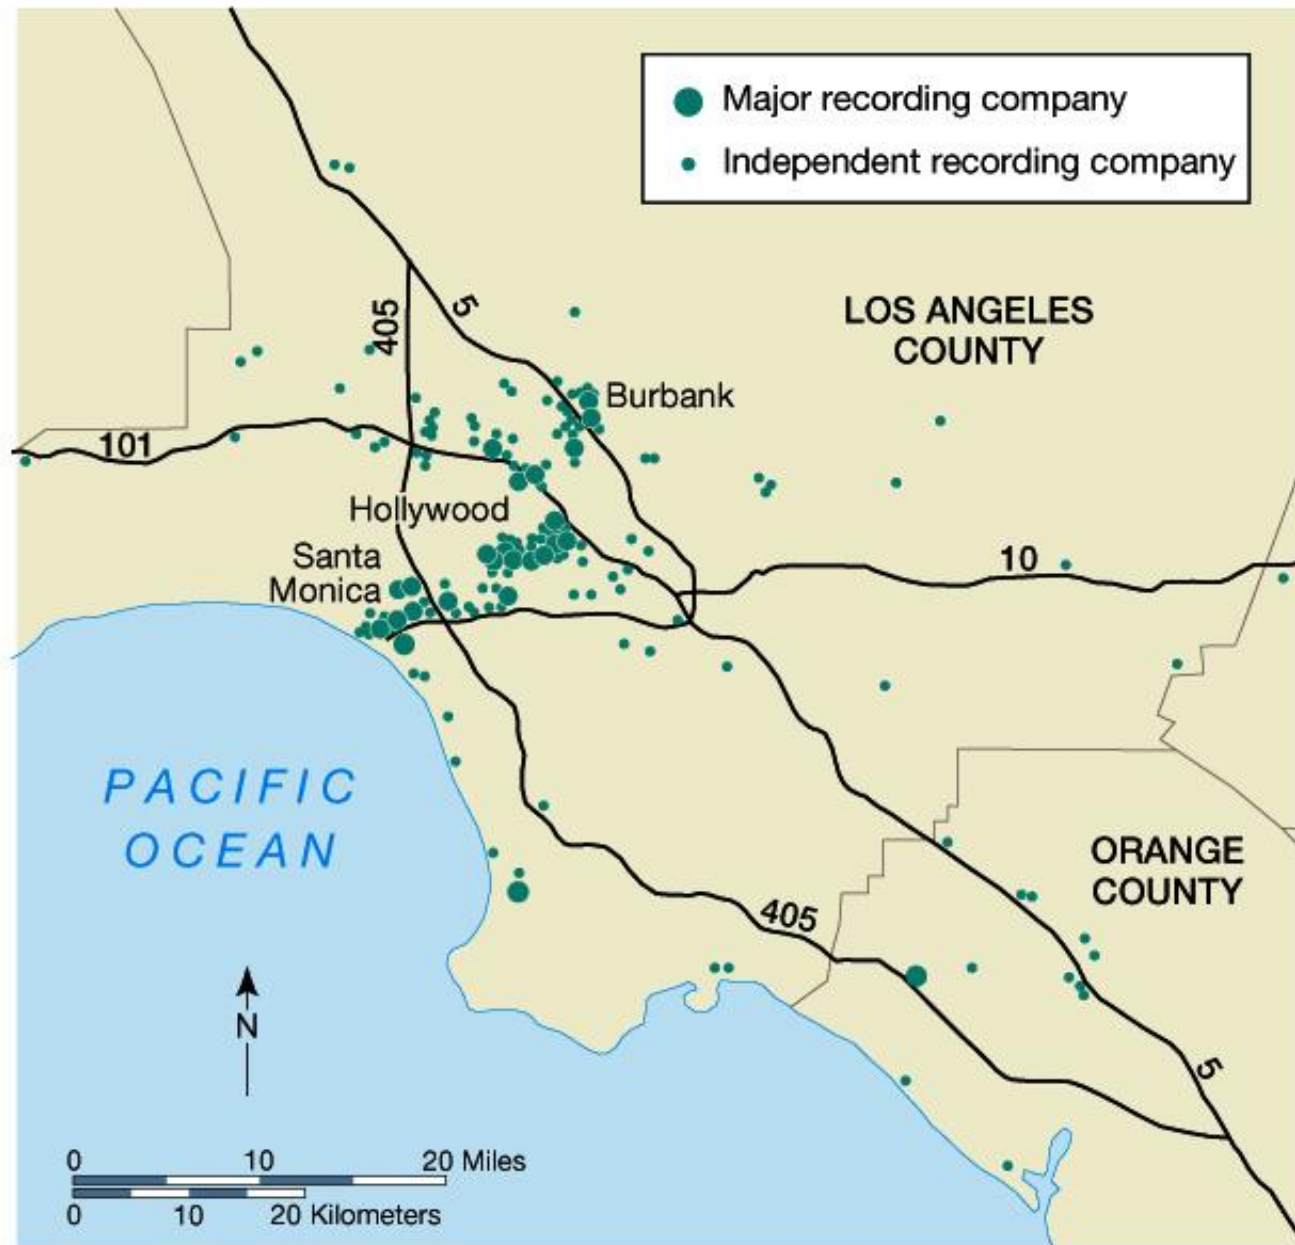 Major recording company
Independent recording company
405
5
LOS ANGELES
COUNTY
Burbank
101
Hollywood
Santa
Monica
10
PACIFIC
OCEAN
ORANGE
COUNTY
405
N
5
0 10 20 Miles
0 10 20 Kilometers